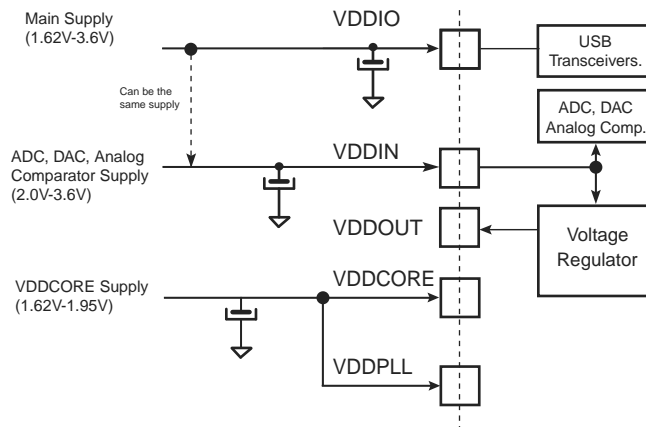 Main Supply
(1.62V-3.6V)
VDDIO
USB
Transceivers.
Can be the
same supply
ADC, DAC
Analog Comp.
ADC, DAC, Analog
Comparator Supply
(2.0V-3.6V)
VDDIN
VDDOUT
Voltage
Regulator
VDDCORE Supply
(1.62V-1.95V)
VDDCORE
VDDPLL